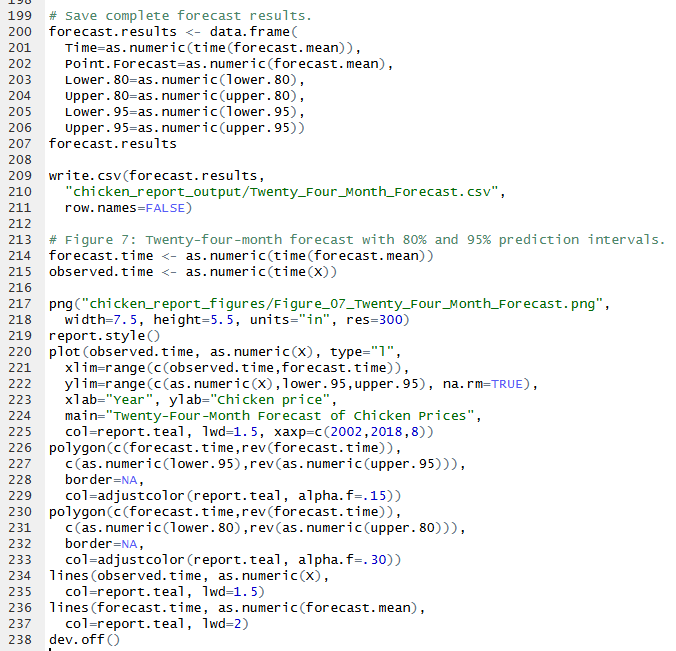 198
199 # Save complete forecast results.
200 forecast.results <- data.frame(
201   Time=as.numeric(time(forecast.mean)),
202   Point.Forecast=as.numeric(forecast.mean),
203   Lower.80=as.numeric(lower.80),
204   Upper.80=as.numeric(upper.80),
205   Lower.95=as.numeric(lower.95),
206   Upper.95=as.numeric(upper.95))
207 forecast.results
208
209 write.csv(forecast.results,
210   "chicken_report_output/Twenty_Four_Month_Forecast.csv",
211   row.names=FALSE)
212
213 # Figure 7: Twenty-four-month forecast with 80% and 95% prediction intervals.
214 forecast.time <- as.numeric(time(forecast.mean))
215 observed.time <- as.numeric(time(X))
216
217 png("chicken_report_figures/Figure_07_Twenty_Four_Month_Forecast.png",
218   width=7.5, height=5.5, units="in", res=300)
219 report.style()
220 plot(observed.time, as.numeric(X), type="l",
221   xlim=range(c(observed.time,forecast.time)),
222   ylim=range(c(as.numeric(X),lower.95,upper.95), na.rm=TRUE),
223   xlab="Year", ylab="Chicken price",
224   main="Twenty-Four-Month Forecast of Chicken Prices",
225   col=report.teal, lwd=1.5, xaxp=c(2002,2018,8))
226 polygon(c(forecast.time,rev(forecast.time)),
227   c(as.numeric(lower.95),rev(as.numeric(upper.95))),
228   border=NA,
229   col=adjustcolor(report.teal, alpha.f=.15))
230 polygon(c(forecast.time,rev(forecast.time)),
231   c(as.numeric(lower.80),rev(as.numeric(upper.80))),
232   border=NA,
233   col=adjustcolor(report.teal, alpha.f=.30))
234 lines(observed.time, as.numeric(X),
235   col=report.teal, lwd=1.5)
236 lines(forecast.time, as.numeric(forecast.mean),
237   col=report.teal, lwd=2)
238 dev.off()